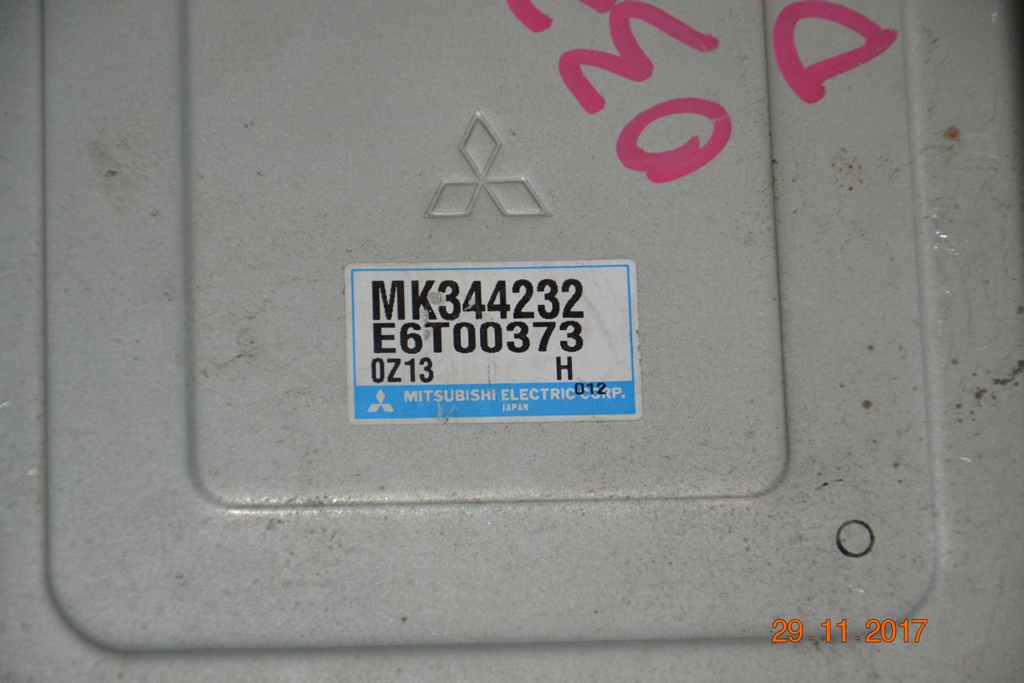 MK344232
E6T00373
0Z13 H
012
MITSUBISHI ELECTRIC CORP.
JAPAN
29.11.2017